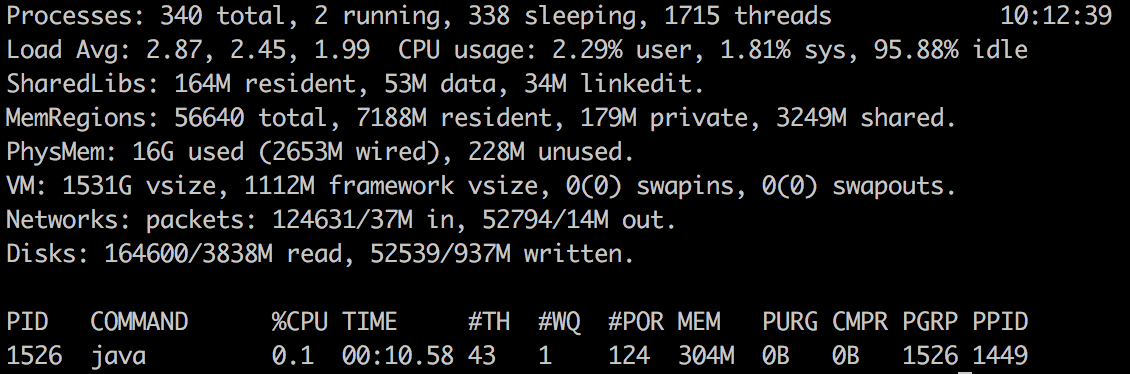 Processes: 340 total, 2 running, 338 sleeping, 1715 threads 10:12:39
Load Avg: 2.87, 2.45, 1.99 CPU usage: 2.29% user, 1.81% sys, 95.88% idle
SharedLibs: 164M resident, 53M data, 34M linkedit.
MemRegions: 56640 total, 7188M resident, 179M private, 3249M shared.
PhysMem: 16G used (2653M wired), 228M unused.
VM: 1531G vsize, 1112M framework vsize, 0(0) swapins, 0(0) swapouts.
Networks: packets: 124631/37M in, 52794/14M out.
Disks: 164600/3838M read, 52539/937M written.
PID COMMAND %CPU TIME #TH #WQ #POR MEM PURG CMPR PGRP PPID
1526 java 0.1 00:10.58 43 1 124 304M 0B 0B 1526 1449